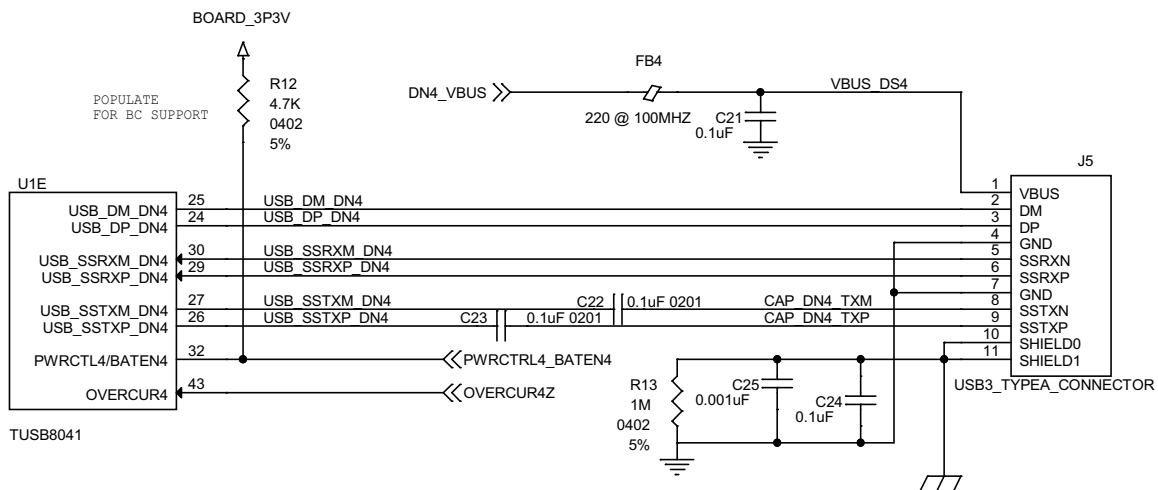 BOARD_3P3V
R12
4.7K
0402
5%
POPULATE
FOR BC SUPPORT
FB4
DN4_VBUS
220 @ 100MHZ
VBUS_DS4
C21
0.1uF
J5
U1E
USB_DM_DN4
25
USB_DM_DN4
USB_DP_DN4
24
USB_DP_DN4
USB_SSRXM_DN4
30
USB_SSRXM_DN4
USB_SSRXP_DN4
29
USB_SSRXP_DN4
USB_SSTXM_DN4
27
USB_SSTXM_DN4
C22
0.1uF 0201
CAP_DN4_TXM
USB_SSTXP_DN4
26
USB_SSTXP_DN4
C23
0.1uF 0201
CAP_DN4_TXP
PWRCTL4/BATEN4
32
PWRCTRL4_BATEN4
OVERCUR4
43
OVERCUR4Z
TUSB8041
1
VBUS
2
DM
3
DP
4
GND
5
SSRXN
6
SSRXP
7
GND
8
SSTXN
9
SSTXP
10
SHIELD0
11
SHIELD1
USB3_TYPEA_CONNECTOR
R13
1M
0402
5%
C25
0.001uF
C24
0.1uF